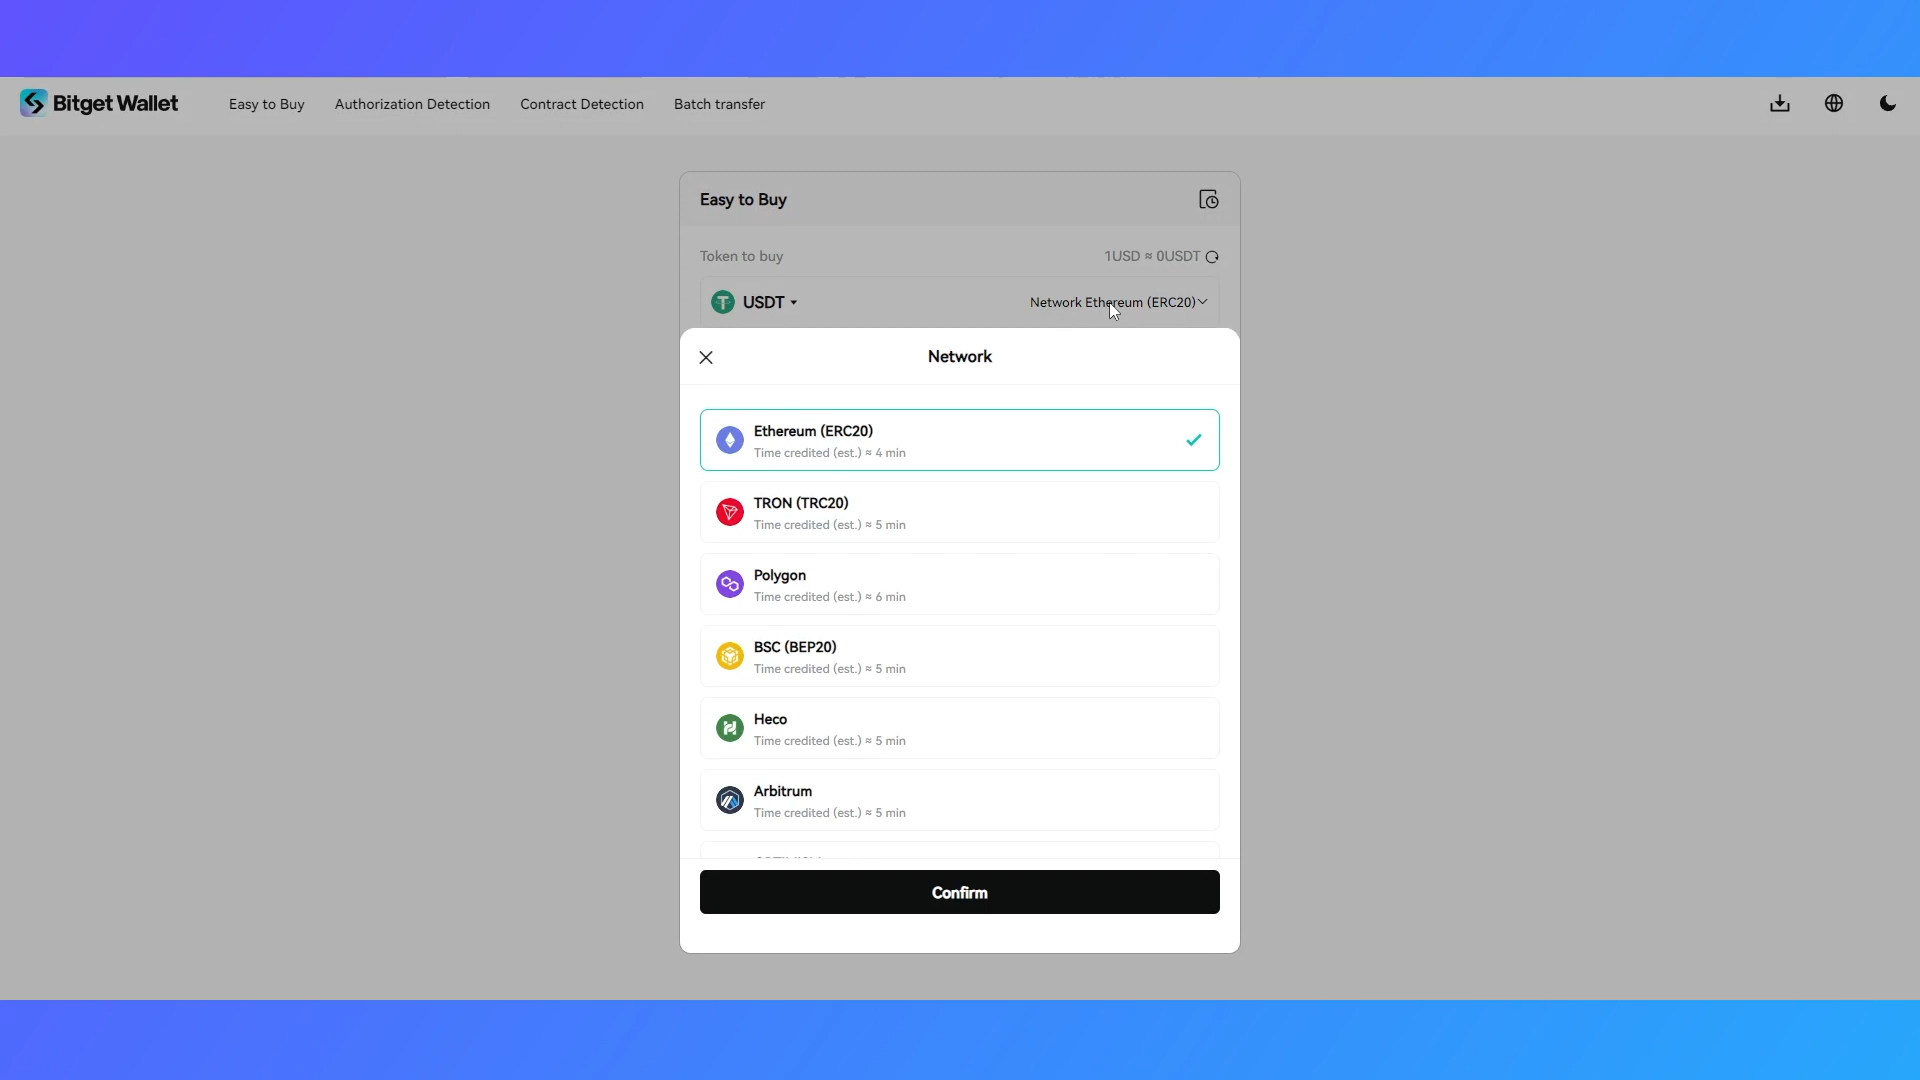 Bitget Wallet
Easy to Buy
Authorization Detection
Contract Detection
Batch transfer
Easy to Buy
Token to buy
1USD ≈ 0USDT
USDT
Network Ethereum (ERC20)
Network
Ethereum (ERC20)
Time credited (est.) ≈ 4 min
TRON (TRC20)
Time credited (est.) ≈ 5 min
Polygon
Time credited (est.) ≈ 6 min
BSC (BEP20)
Time credited (est.) ≈ 5 min
Heco
Time credited (est.) ≈ 5 min
Arbitrum
Time credited (est.) ≈ 5 min
Confirm